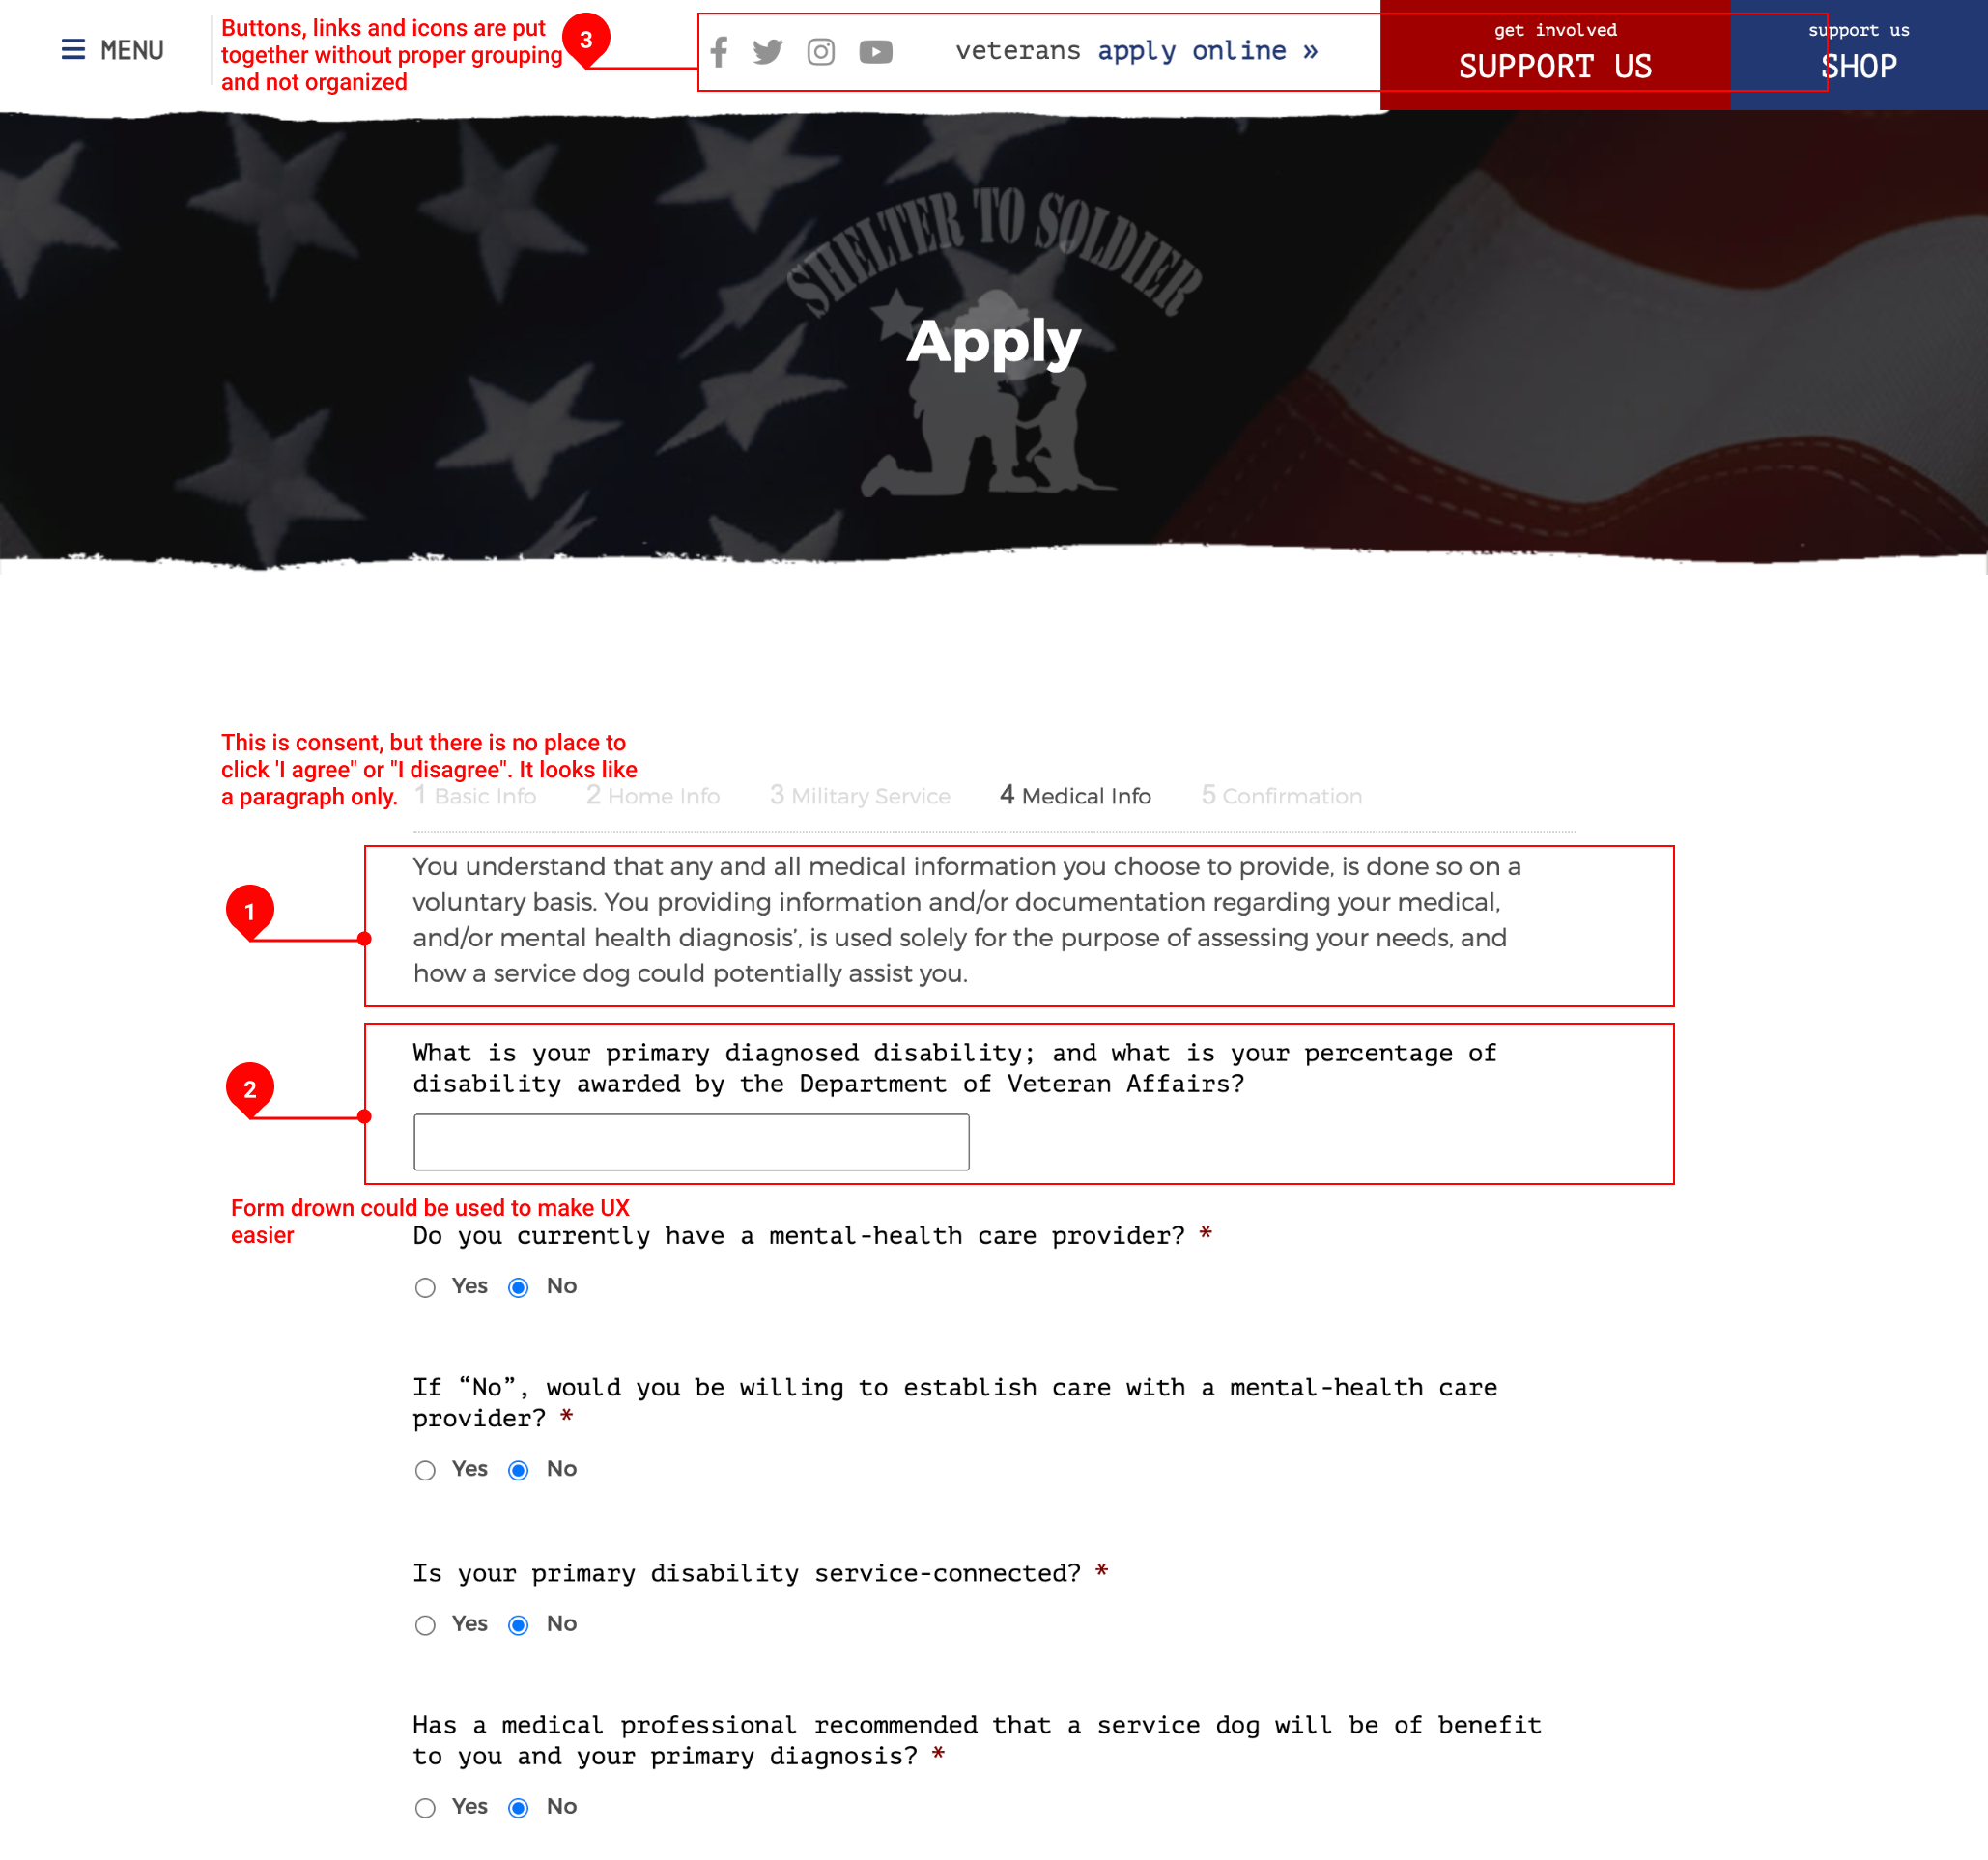 MENU
Buttons, links and icons are put
together without proper grouping
and not organized
3
veterans apply online »
get involved
SUPPORT US
support us
SHOP
SHELTER TO SOLDIER
Apply
This is consent, but there is no place to
click 'I agree" or "I disagree". It looks like
a paragraph only.
1 Basic Info 2 Home Info 3 Military Service 4 Medical Info 5 Confirmation
1
You understand that any and all medical information you choose to provide, is done so on a
voluntary basis. You providing information and/or documentation regarding your medical,
and/or mental health diagnosis’, is used solely for the purpose of assessing your needs, and
how a service dog could potentially assist you.
2
What is your primary diagnosed disability; and what is your percentage of
disability awarded by the Department of Veteran Affairs?
Form drown could be used to make UX
easier
Do you currently have a mental-health care provider? *
Yes No
If “No”, would you be willing to establish care with a mental-health care
provider? *
Yes No
Is your primary disability service-connected? *
Yes No
Has a medical professional recommended that a service dog will be of benefit
to you and your primary diagnosis? *
Yes No